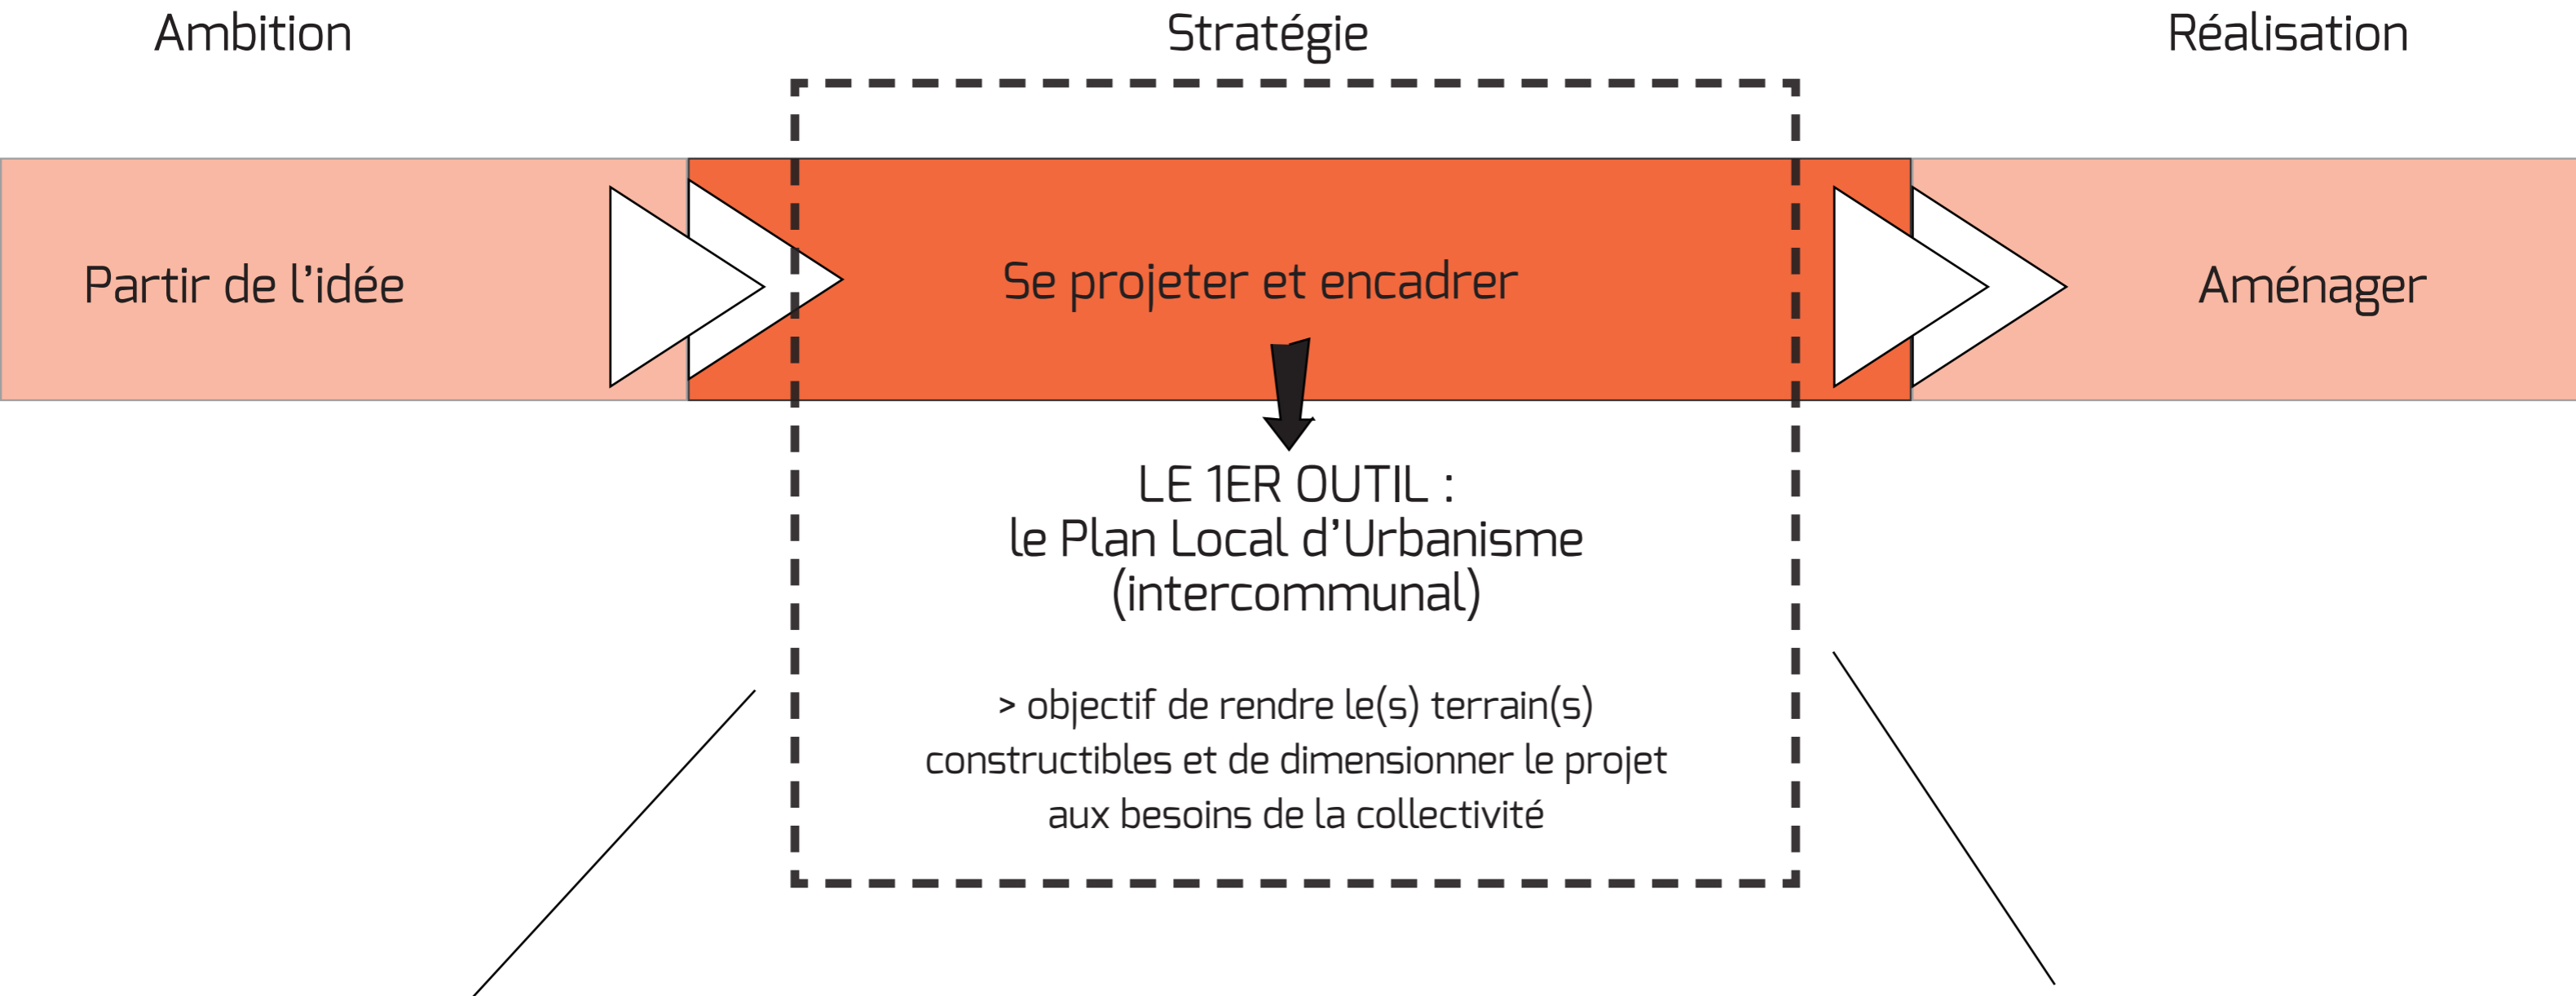 Ambition
Stratégie
Réalisation
Partir de l’idée
Se projeter et encadrer
Aménager
LE 1ER OUTIL :
le Plan Local d’Urbanisme
(intercommunal)
> objectif de rendre le(s) terrain(s)
constructibles et de dimensionner le projet
aux besoins de la collectivité